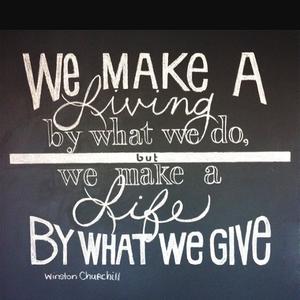 We MAKE A
Living
by what we do,
but
we make a
Life
BY WHAT WE GIVE
Winston Churchill